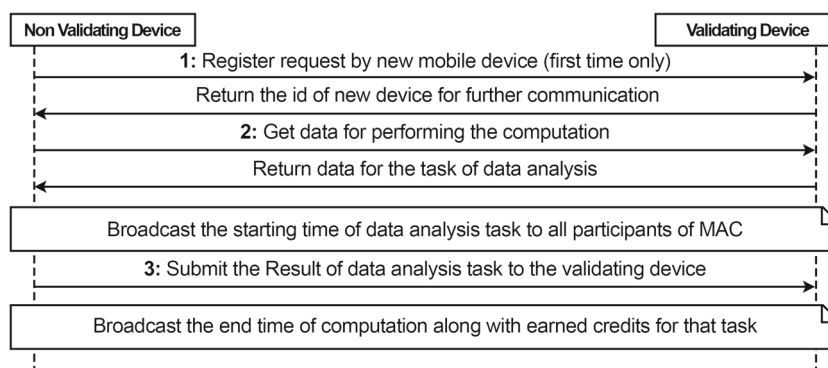 Non Validating Device
Validating Device
1: Register request by new mobile device (first time only)
Return the id of new device for further communication
2: Get data for performing the computation
Return data for the task of data analysis
Broadcast the starting time of data analysis task to all participants of MAC
3: Submit the Result of data analysis task to the validating device
Broadcast the end time of computation along with earned credits for that task